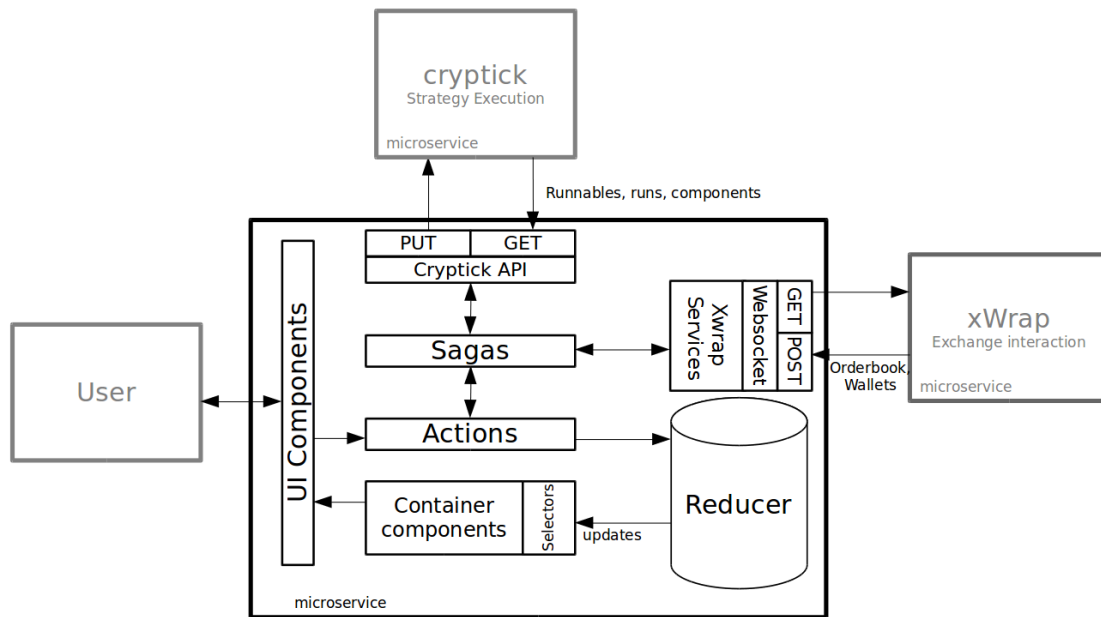 cryptick
Strategy Execution
microservice
Runnables, runs, components
PUT
GET
Cryptick API
UI Components
Sagas
Xwrap
Services
Websocket
GET
POST
xWrap
Exchange interaction
microservice
Orderbook,
Wallets
User
Actions
Container
components
Selectors
updates
Reducer
microservice